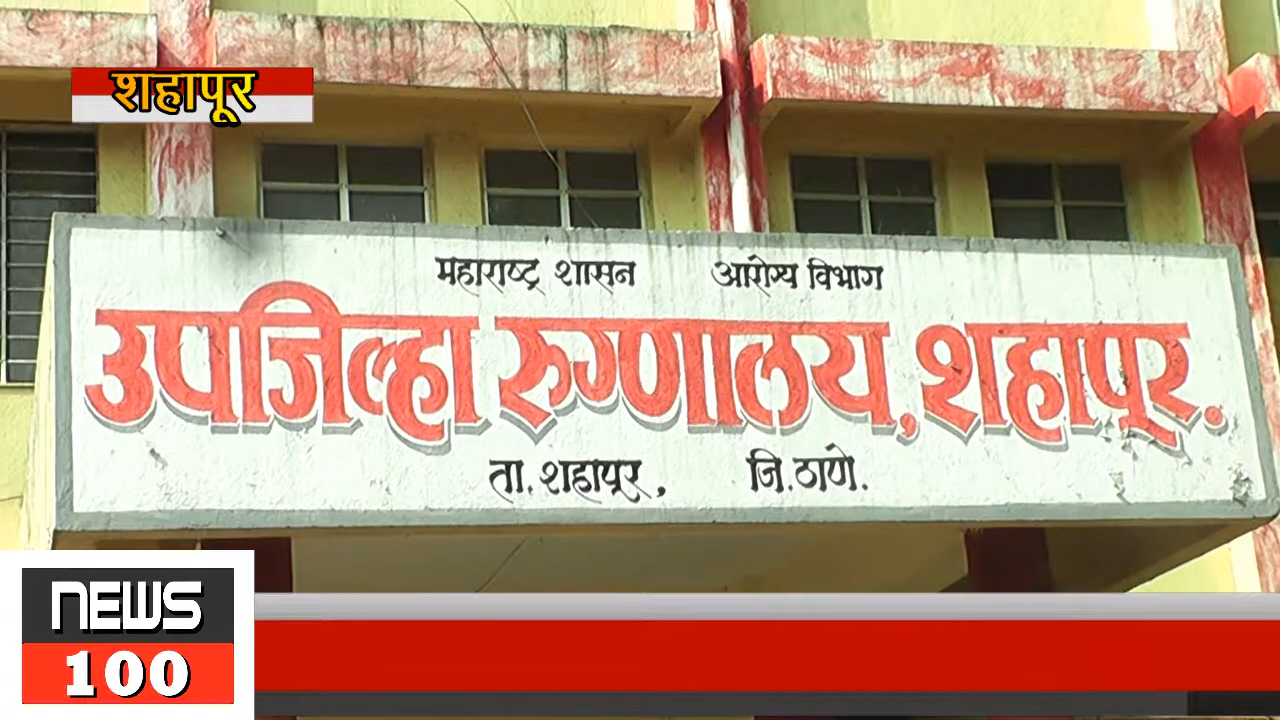 शहापूर
महाराष्ट्र शासन आरोग्य विभाग
उपजिल्हा रुग्णालय, शहापूर.
ता. शहापूर, जि. ठाणे.
NEWS
100